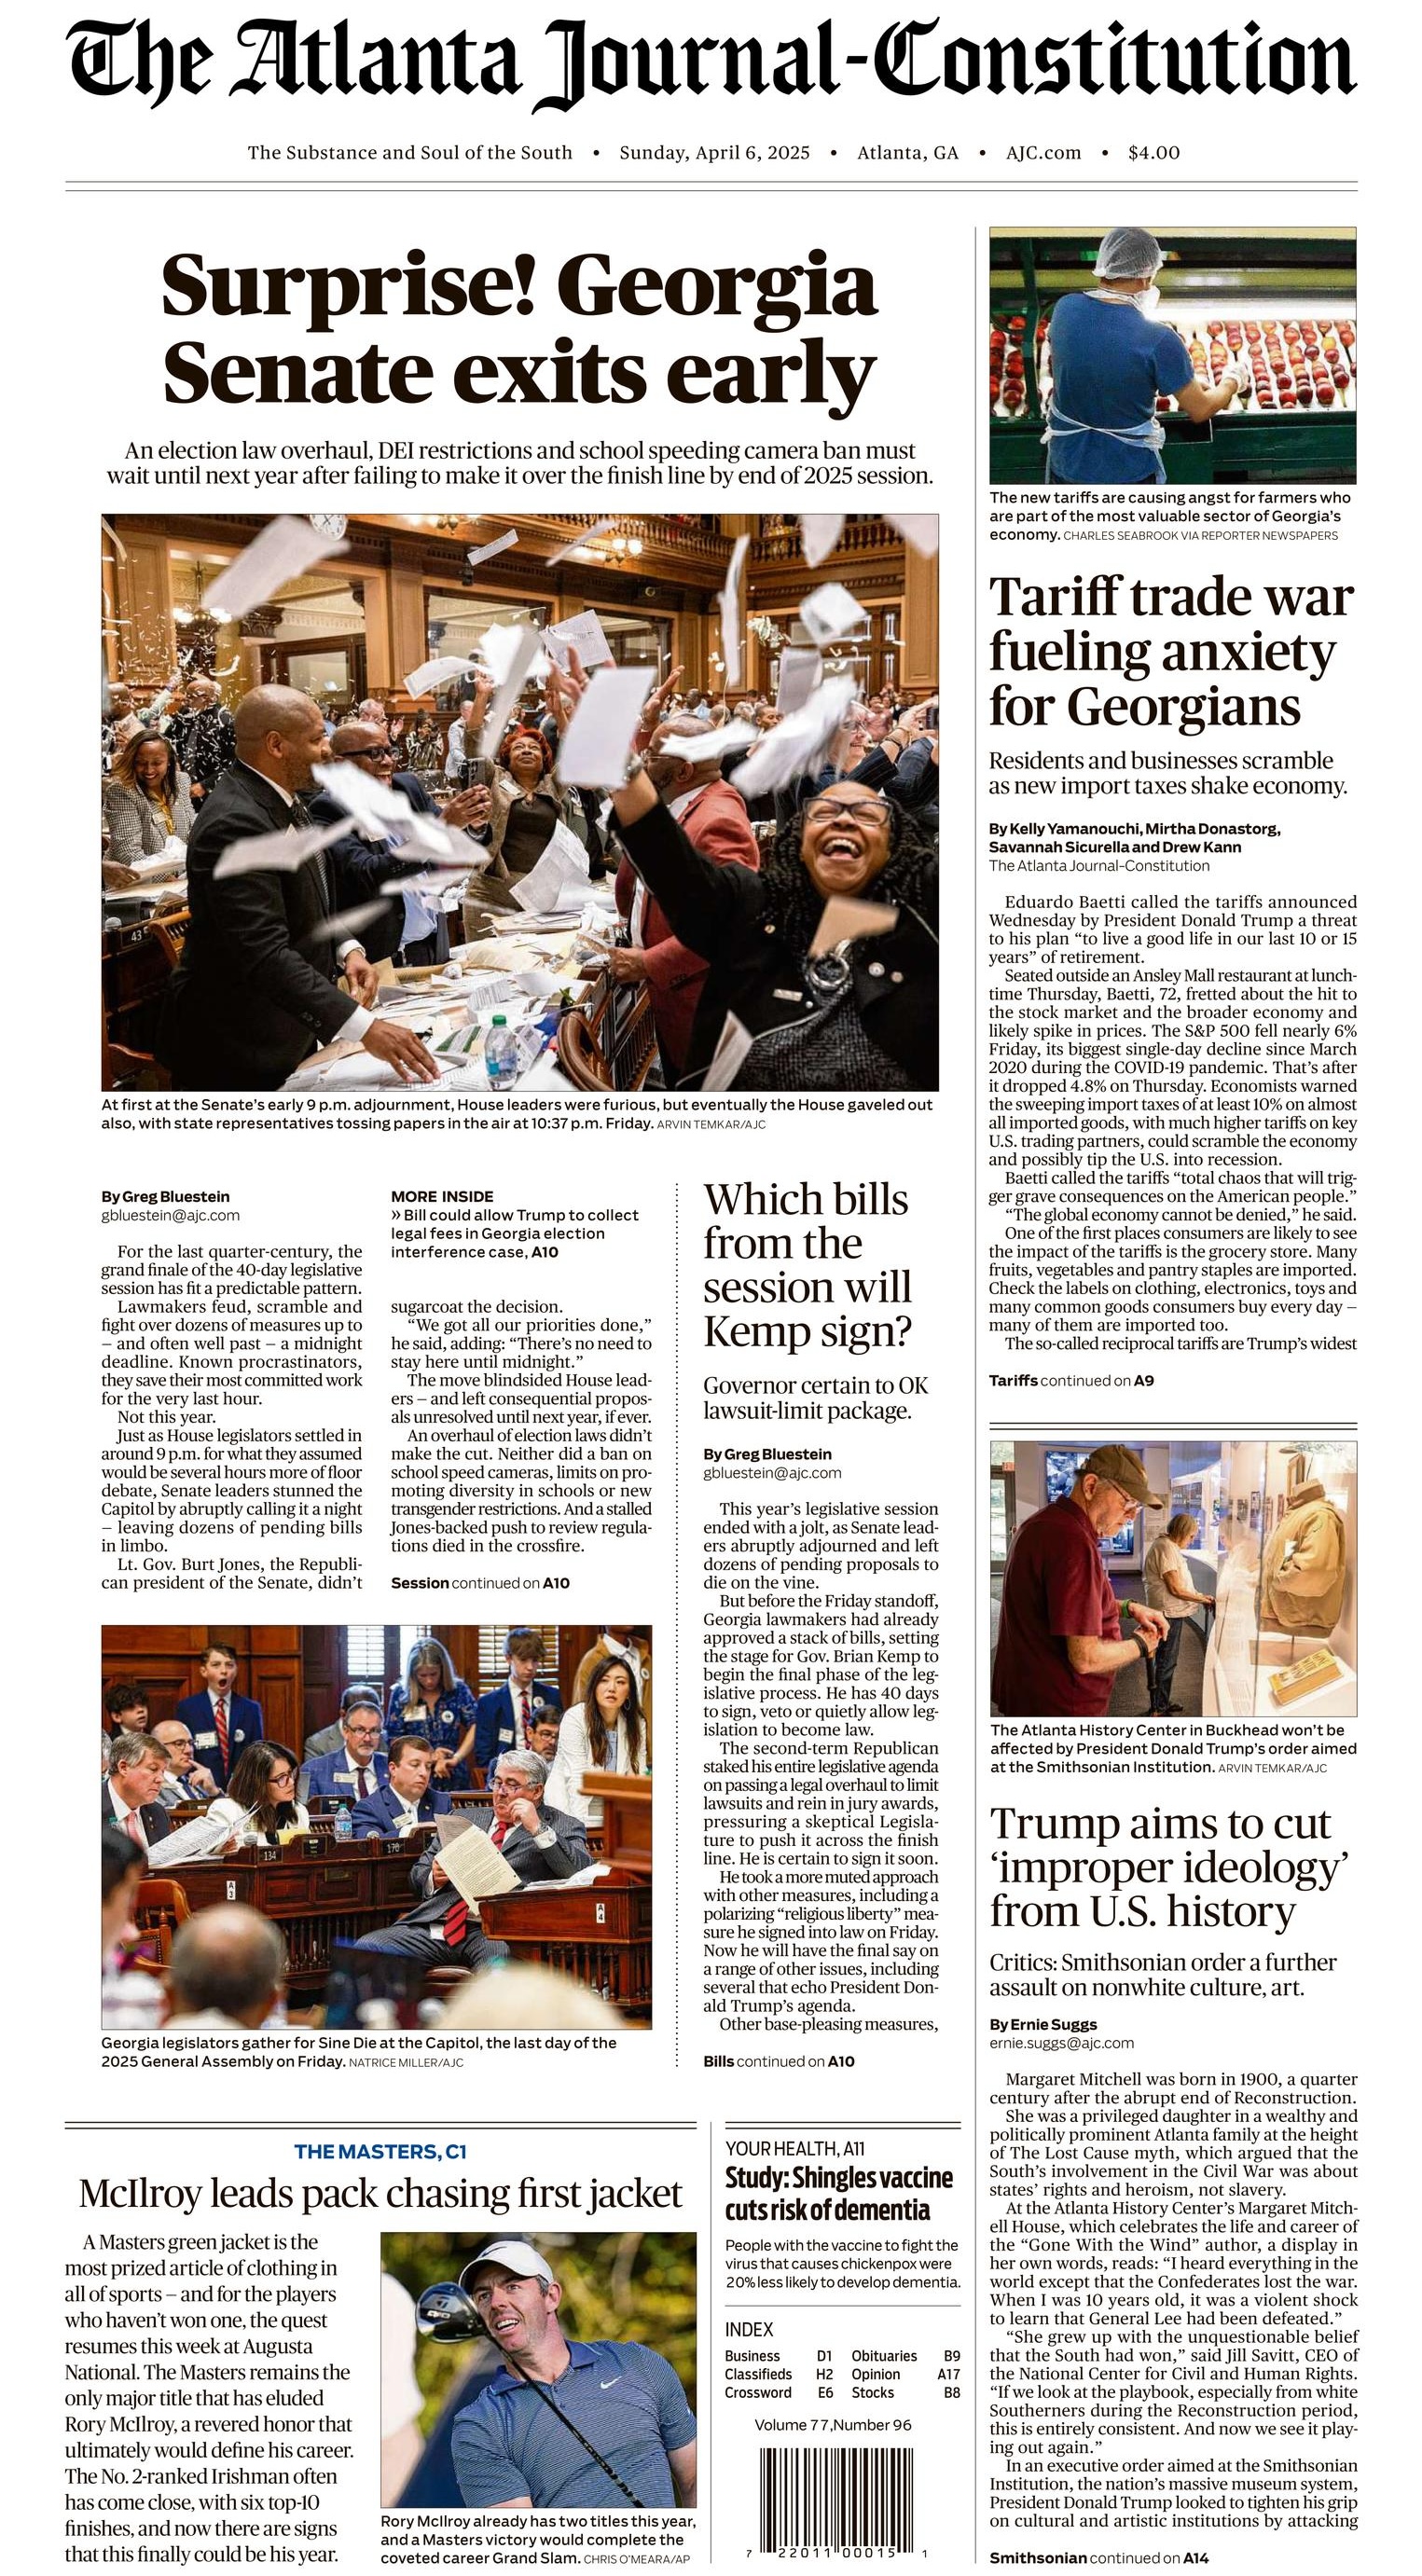 The Atlanta Journal-Constitution
The Substance and Soul of the South • Sunday, April 6, 2025 • Atlanta, GA • AJC.com • $4.00
Surprise! Georgia
Senate exits early
An election law overhaul, DEI restrictions and school speeding camera ban must
wait until next year after failing to make it over the finish line by end of 2025 session.
43
At first at the Senate's early 9 p.m. adjournment, House leaders were furious, but eventually the House gaveled out
also, with state representatives tossing papers in the air at 10:37 p.m. Friday. ARVIN TEMKAR/AJC
By Greg Bluestein
gbluestein@ajc.com
For the last quarter-century, the
grand finale of the 40-day legislative
session has fit a predictable pattern.
Lawmakers feud, scramble and
fight over dozens of measures up to
– and often well past – a midnight
deadline. Known procrastinators,
they save their most committed work
for the very last hour.
Not this year.
Just as House legislators settled in
around 9 p.m. for what they assumed
would be several hours more of floor
debate, Senate leaders stunned the
Capitol by abruptly calling it a night
– leaving dozens of pending bills
in limbo.
Lt. Gov. Burt Jones, the Republi-
can president of the Senate, didn't
MORE INSIDE
» Bill could allow Trump to collect
legal fees in Georgia election
interference case, A10
sugarcoat the decision.
“We got all our priorities done,”
he said, adding: “There's no need to
stay here until midnight.”
The move blindsided House lead-
ers – and left consequential propos-
als unresolved until next year, if ever.
An overhaul of election laws didn't
make the cut. Neither did a ban on
school speed cameras, limits on pro-
moting diversity in schools or new
transgender restrictions. And a stalled
Jones-backed push to review regula-
tions died in the crossfire.
Session continued on A10
134
170
A
3
A
4
Georgia legislators gather for Sine Die at the Capitol, the last day of the
2025 General Assembly on Friday. NATRICE MILLER/AJC
Which bills
from the
session will
Kemp sign?
Governor certain to OK
lawsuit-limit package.
By Greg Bluestein
gbluestein@ajc.com
This year's legislative session
ended with a jolt, as Senate lead-
ers abruptly adjourned and left
dozens of pending proposals to
die on the vine.
But before the Friday standoff,
Georgia lawmakers had already
approved a stack of bills, setting
the stage for Gov. Brian Kemp to
begin the final phase of the leg-
islative process. He has 40 days
to sign, veto or quietly allow leg-
islation to become law.
The second-term Republican
staked his entire legislative agenda
on passing a legal overhaul to limit
lawsuits and rein in jury awards,
pressuring a skeptical Legisla-
ture to push it across the finish
line. He is certain to sign it soon.
He took a more muted approach
with other measures, including a
polarizing “religious liberty” mea-
sure he signed into law on Friday.
Now he will have the final say on
a range of other issues, including
several that echo President Don-
ald Trump's agenda.
Other base-pleasing measures,
Bills continued on A10
The new tariffs are causing angst for farmers who
are part of the most valuable sector of Georgia's
economy. CHARLES SEABROOK VIA REPORTER NEWSPAPERS
Tariff trade war
fueling anxiety
for Georgians
Residents and businesses scramble
as new import taxes shake economy.
By Kelly Yamanouchi, Mirtha Donastorg,
Savannah Sicurella and Drew Kann
The Atlanta Journal-Constitution
Eduardo Baetti called the tariffs announced
Wednesday by President Donald Trump a threat
to his plan “to live a good life in our last 10 or 15
years” of retirement.
Seated outside an Ansley Mall restaurant at lunch-
time Thursday, Baetti, 72, fretted about the hit to
the stock market and the broader economy and
likely spike in prices. The S&P 500 fell nearly 6%
Friday, its biggest single-day decline since March
2020 during the COVID-19 pandemic. That's after
it dropped 4.8% on Thursday. Economists warned
the sweeping import taxes of at least 10% on almost
all imported goods, with much higher tariffs on key
U.S. trading partners, could scramble the economy
and possibly tip the U.S. into recession.
Baetti called the tariffs “total chaos that will trig-
ger grave consequences on the American people.”
“The global economy cannot be denied,” he said.
One of the first places consumers are likely to see
the impact of the tariffs is the grocery store. Many
fruits, vegetables and pantry staples are imported.
Check the labels on clothing, electronics, toys and
many common goods consumers buy every day –
many of them are imported too.
The so-called reciprocal tariffs are Trump's widest
Tariffs continued on A9
The Atlanta History Center in Buckhead won't be
affected by President Donald Trump's order aimed
at the Smithsonian Institution. ARVIN TEMKAR/AJC
Trump aims to cut
‘improper ideology’
from U.S. history
Critics: Smithsonian order a further
assault on nonwhite culture, art.
By Ernie Suggs
ernie.suggs@ajc.com
Margaret Mitchell was born in 1900, a quarter
century after the abrupt end of Reconstruction.
She was a privileged daughter in a wealthy and
politically prominent Atlanta family at the height
of The Lost Cause myth, which argued that the
South's involvement in the Civil War was about
states' rights and heroism, not slavery.
At the Atlanta History Center's Margaret Mitch-
ell House, which celebrates the life and career of
the “Gone With the Wind” author, a display in
her own words, reads: “I heard everything in the
world except that the Confederates lost the war.
When I was 10 years old, it was a violent shock
to learn that General Lee had been defeated.”
“She grew up with the unquestionable belief
that the South had won,” said Jill Savitt, CEO of
the National Center for Civil and Human Rights.
“If we look at the playbook, especially from white
Southerners during the Reconstruction period,
this is entirely consistent. And now we see it play-
ing out again.”
In an executive order aimed at the Smithsonian
Institution, the nation's massive museum system,
President Donald Trump looked to tighten his grip
on cultural and artistic institutions by attacking
Smithsonian continued on A14
THE MASTERS, C1
McIlroy leads pack chasing first jacket
A Masters green jacket is the
most prized article of clothing in
all of sports – and for the players
who haven't won one, the quest
resumes this week at Augusta
National. The Masters remains the
only major title that has eluded
Rory McIlroy, a revered honor that
ultimately would define his career.
The No. 2-ranked Irishman often
has come close, with six top-10
finishes, and now there are signs
that this finally could be his year.
Rory McIlroy already has two titles this year,
and a Masters victory would complete the
coveted career Grand Slam. CHRIS O'MEARA/AP
YOUR HEALTH, A11
Study: Shingles vaccine
cuts risk of dementia
People with the vaccine to fight the
virus that causes chickenpox were
20% less likely to develop dementia.
INDEX
Business D1 Obituaries B9
Classifieds H2 Opinion A17
Crossword E6 Stocks B8
Volume 77,Number 96
7 22011 00015 1